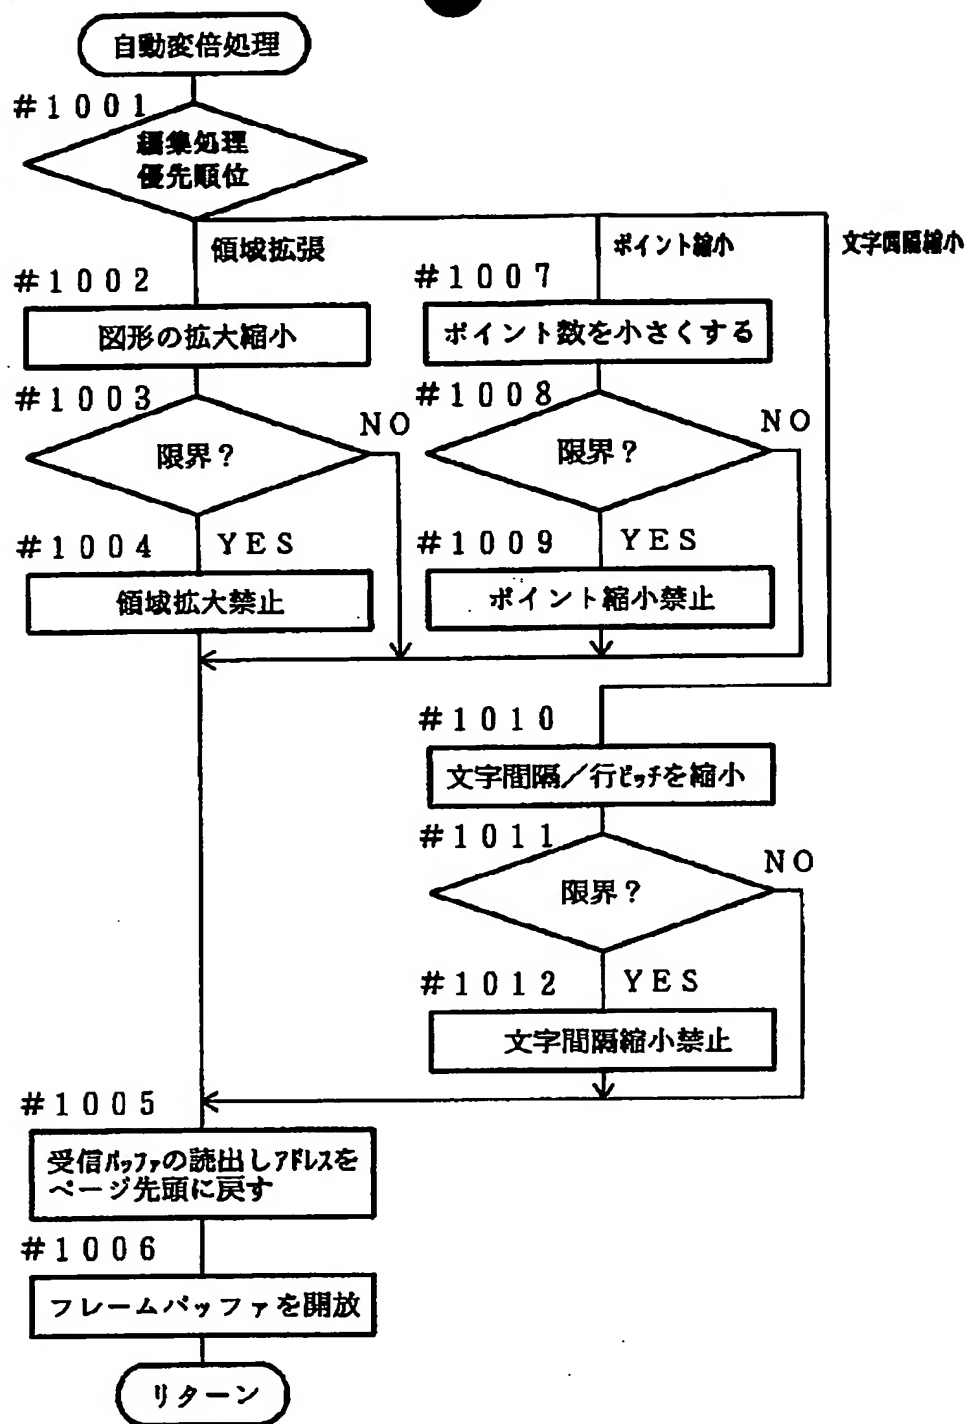 自動変倍処理
#1001
編集処理
優先順位
領域拡張
ポイント縮小
文字間隔縮小
#1002
図形の拡大縮小
#1007
ポイント数を小さくする
#1003
限界?
NO
#1008
限界?
NO
#1004
YES
領域拡大禁止
#1009
YES
ポイント縮小禁止
#1010
文字間隔/行ピッチを縮小
#1011
限界?
NO
#1012
YES
文字間隔縮小禁止
#1005
受信バッファの読出しアドレスを
ページ先頭に戻す
#1006
フレームバッファを開放
リターン